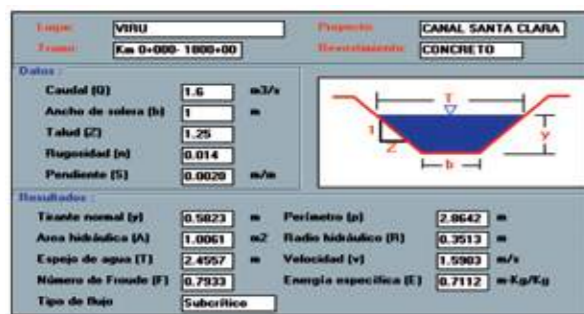 Lugar: VIRU Proyecto: CANAL SANTA CLARA
Tramo: Km 0+000- 1000+00 Revestimiento: CONCRETO
Datos :
Caudal (Q) 1.6 m3/s
Ancho de solera (b) 1 m
Talud (Z) 1.25
Rugosidad (n) 0.014
Pendiente (S) 0.0020 m/m
T
1
Z
y
b
Resultados :
Tirante normal (y) 0.5823 m Perímetro (p) 2.8642 m
Area hidráulica (A) 1.0061 m2 Radio hidráulico (R) 0.3513 m
Espejo de agua (T) 2.4557 m Velocidad (v) 1.5903 m/s
Número de Froude (F) 0.7933 Energía específica (E) 0.7112 m-Kg/Kg
Tipo de flujo Subcrítico